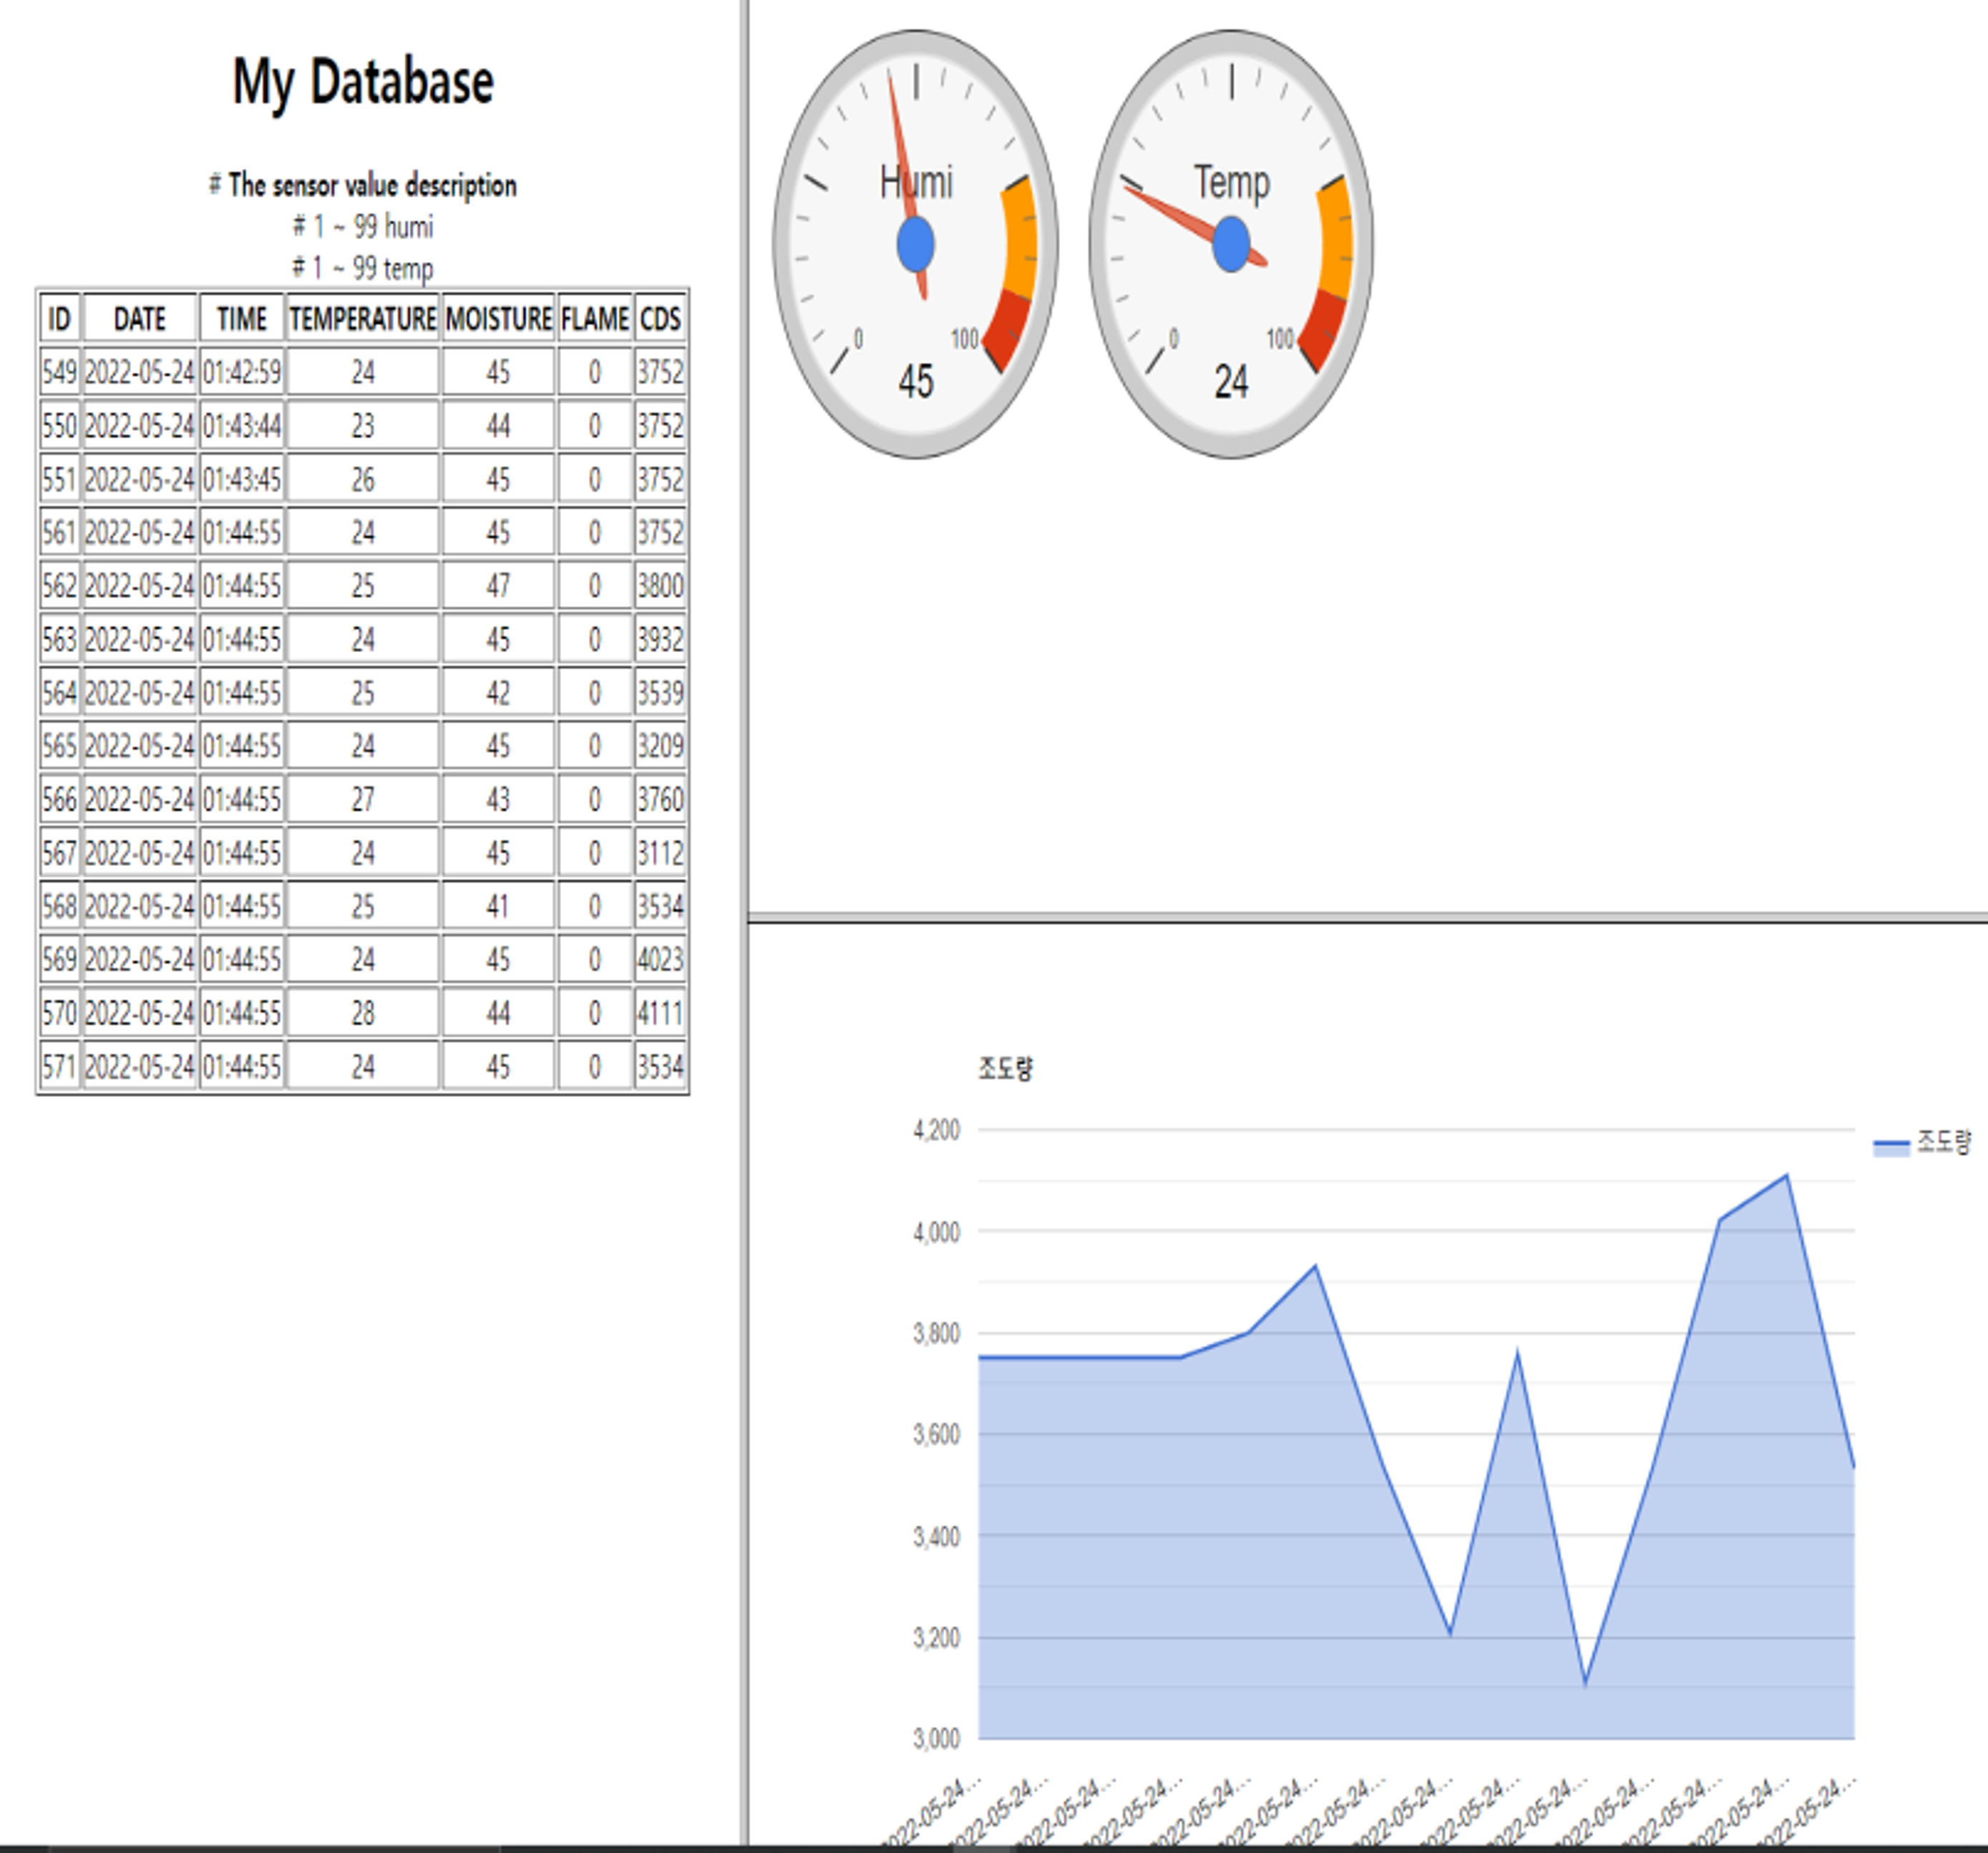 My Database
# The sensor value description
# 1 ~ 99 humi
# 1 ~ 99 temp
ID DATE TIME TEMPERATURE MOISTURE FLAME CDS
549 2022-05-24 01:42:59 24 45 0 3752
550 2022-05-24 01:43:44 23 44 0 3752
551 2022-05-24 01:43:45 26 45 0 3752
561 2022-05-24 01:44:55 24 45 0 3752
562 2022-05-24 01:44:55 25 47 0 3800
563 2022-05-24 01:44:55 24 45 0 3932
564 2022-05-24 01:44:55 25 42 0 3539
565 2022-05-24 01:44:55 24 45 0 3209
566 2022-05-24 01:44:55 27 43 0 3760
567 2022-05-24 01:44:55 24 45 0 3112
568 2022-05-24 01:44:55 25 41 0 3534
569 2022-05-24 01:44:55 24 45 0 4023
570 2022-05-24 01:44:55 28 44 0 4111
571 2022-05-24 01:44:55 24 45 0 3534
Humi
0 100
45
Temp
0 100
24
조도량
조도량
4,200
4,000
3,800
3,600
3,400
3,200
3,000
2022-05-24...
2022-05-24...
2022-05-24...
2022-05-24...
2022-05-24...
2022-05-24...
2022-05-24...
2022-05-24...
2022-05-24...
2022-05-24...
2022-05-24...
2022-05-24...
2022-05-24...
2022-05-24...